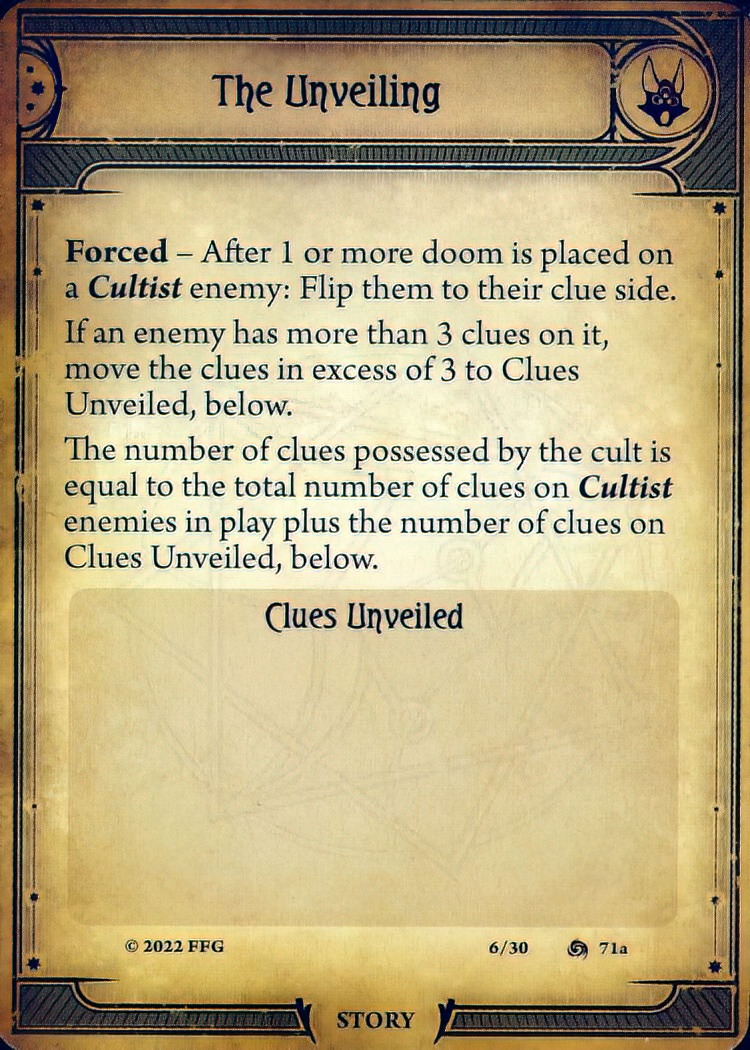 The Unveiling
Forced – After 1 or more doom is placed on
a Cultist enemy: Flip them to their clue side.
If an enemy has more than 3 clues on it,
move the clues in excess of 3 to Clues
Unveiled, below.
The number of clues possessed by the cult is
equal to the total number of clues on Cultist
enemies in play plus the number of clues on
Clues Unveiled, below.
Clues Unveiled
© 2022 FFG
6/30
71a
STORY